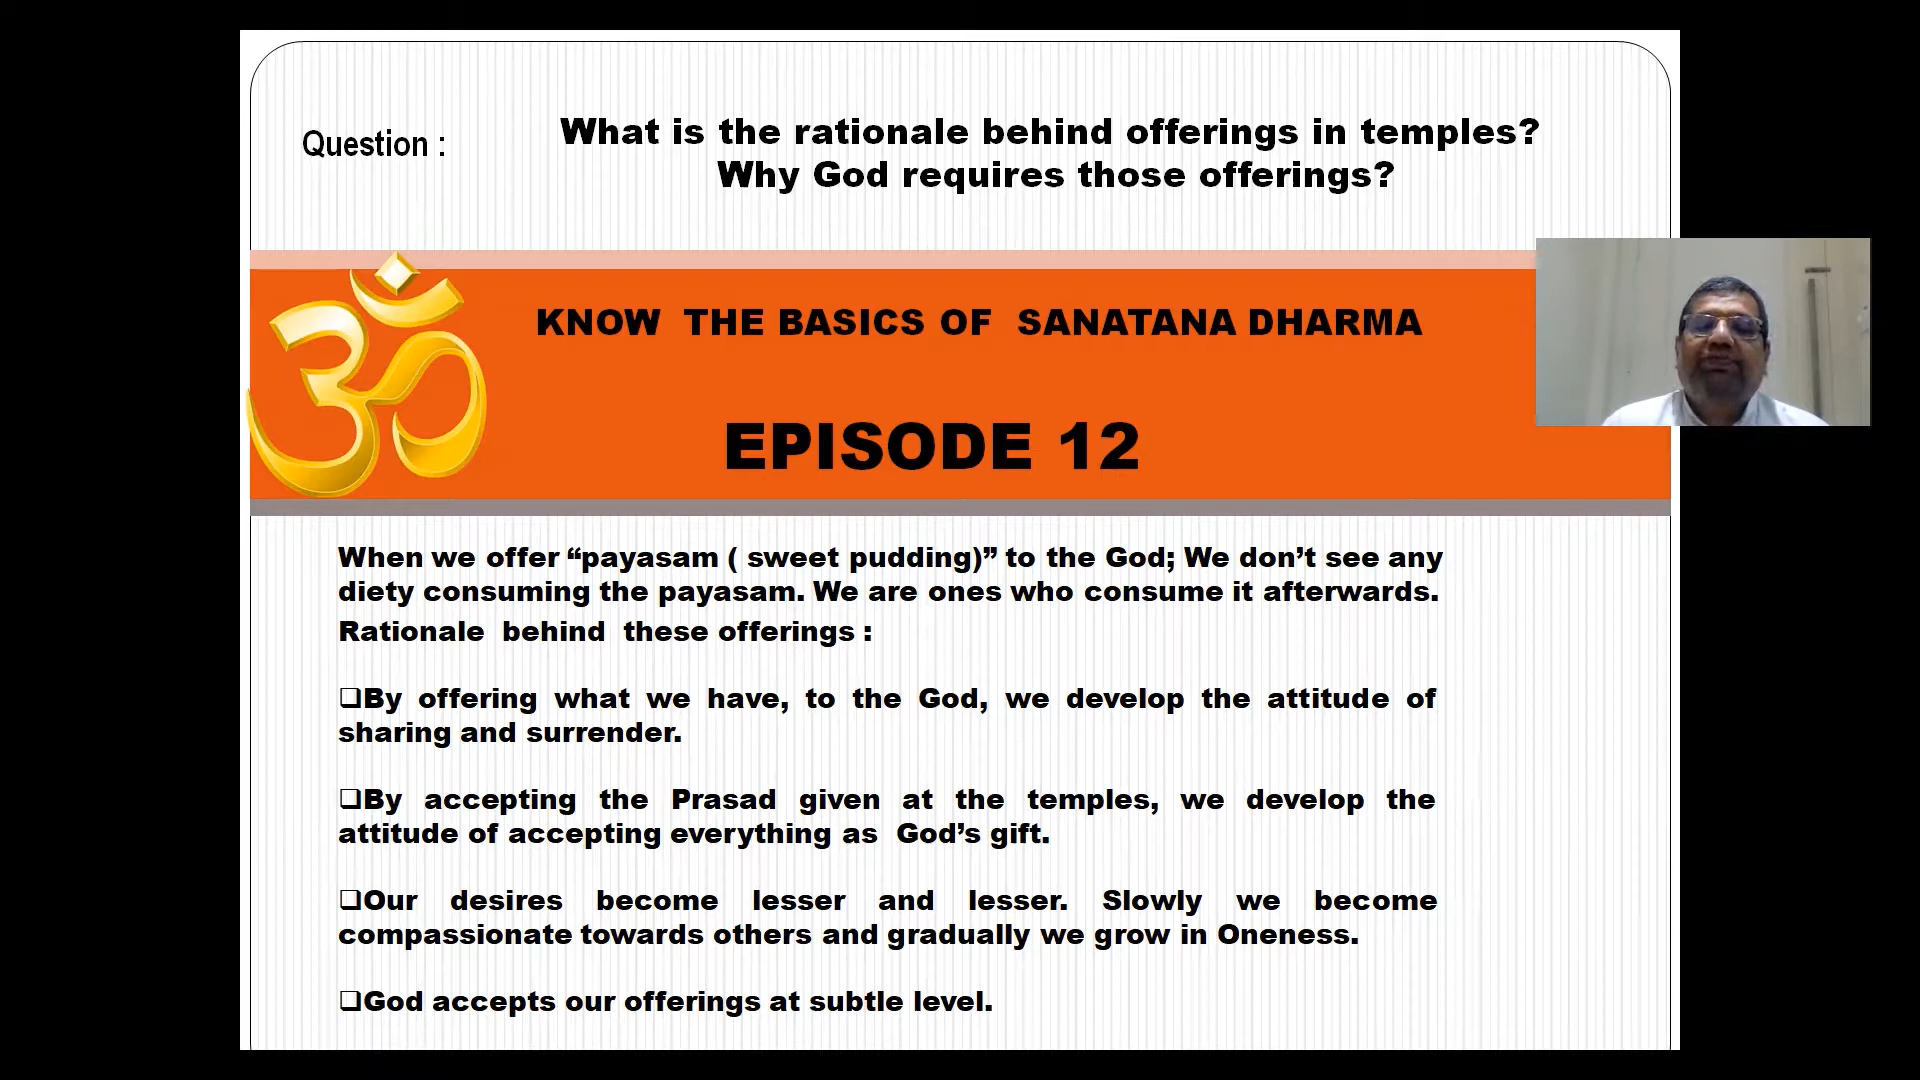 Question :
What is the rationale behind offerings in temples?
Why God requires those offerings?
KNOW THE BASICS OF SANATANA DHARMA
ॐ
EPISODE 12
When we offer “payasam ( sweet pudding)” to the God; We don’t see any
diety consuming the payasam. We are ones who consume it afterwards.
Rationale behind these offerings :
❑By offering what we have, to the God, we develop the attitude of
sharing and surrender.
❑By accepting the Prasad given at the temples, we develop the
attitude of accepting everything as God’s gift.
❑Our desires become lesser and lesser. Slowly we become
compassionate towards others and gradually we grow in Oneness.
❑God accepts our offerings at subtle level.